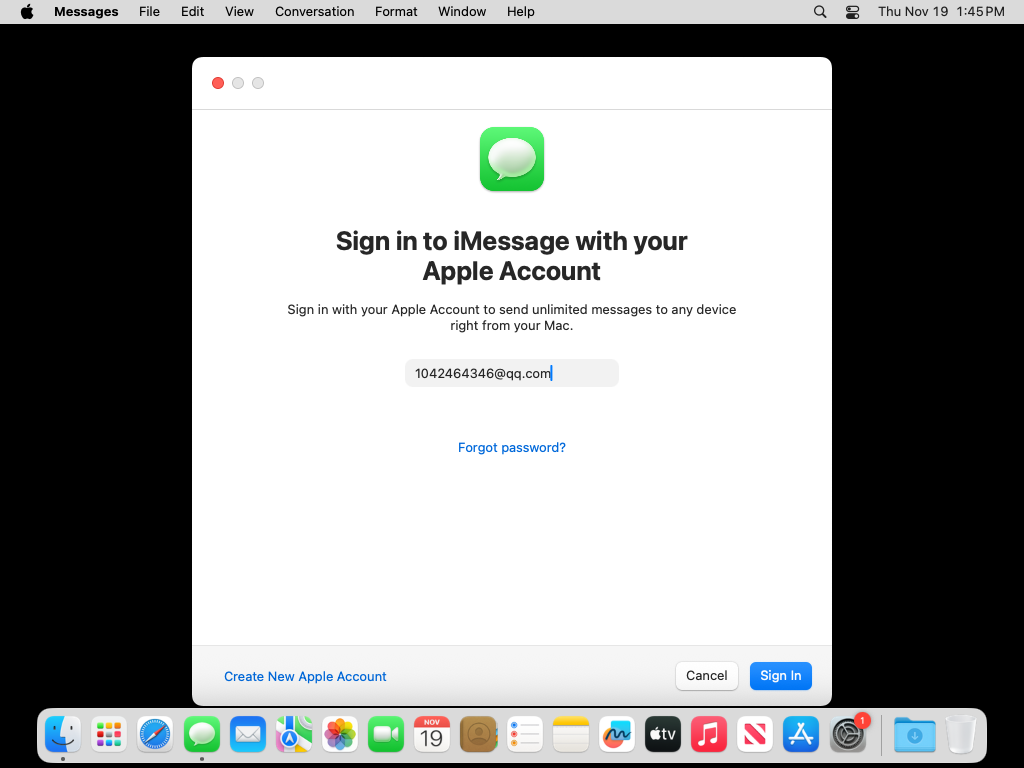 Messages File Edit View Conversation Format Window Help Thu Nov 19 1:45 PM
Sign in to iMessage with your
Apple Account
Sign in with your Apple Account to send unlimited messages to any device
right from your Mac.
1042464346@qq.com
Forgot password?
Create New Apple Account Cancel Sign In
NOV
19
tv
1